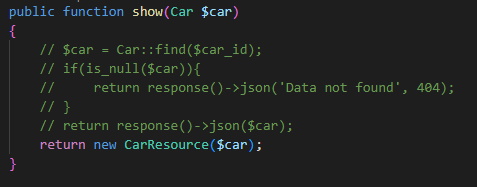 public function show(Car $car)
{
    // $car = Car::find($car_id);
    // if(is_null($car)){
    //     return response()->json('Data not found', 404);
    // }
    // return response()->json($car);
    return new CarResource($car);
}